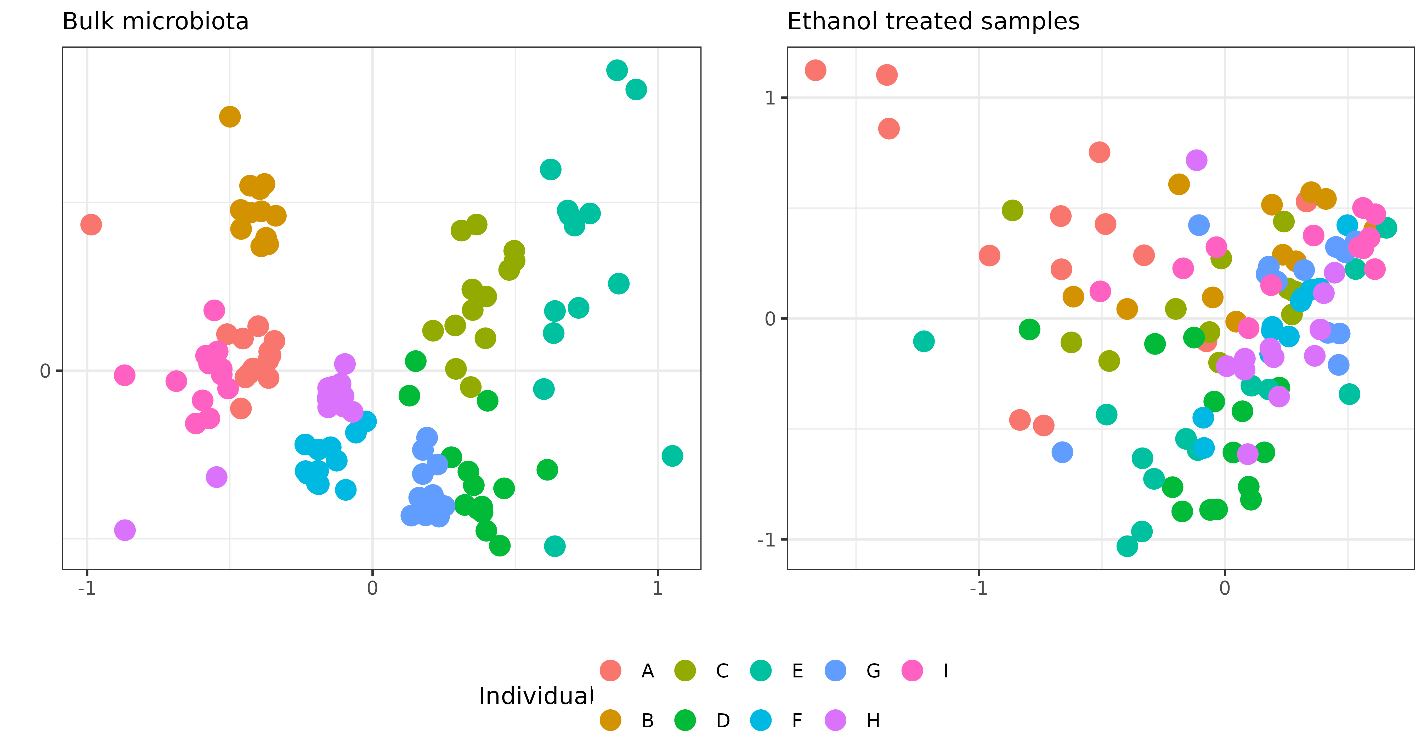 Bulk microbiota
Ethanol treated samples
0
-1
0
1
1
0
-1
-1
0
Individual
A
C
E
G
I
B
D
F
H